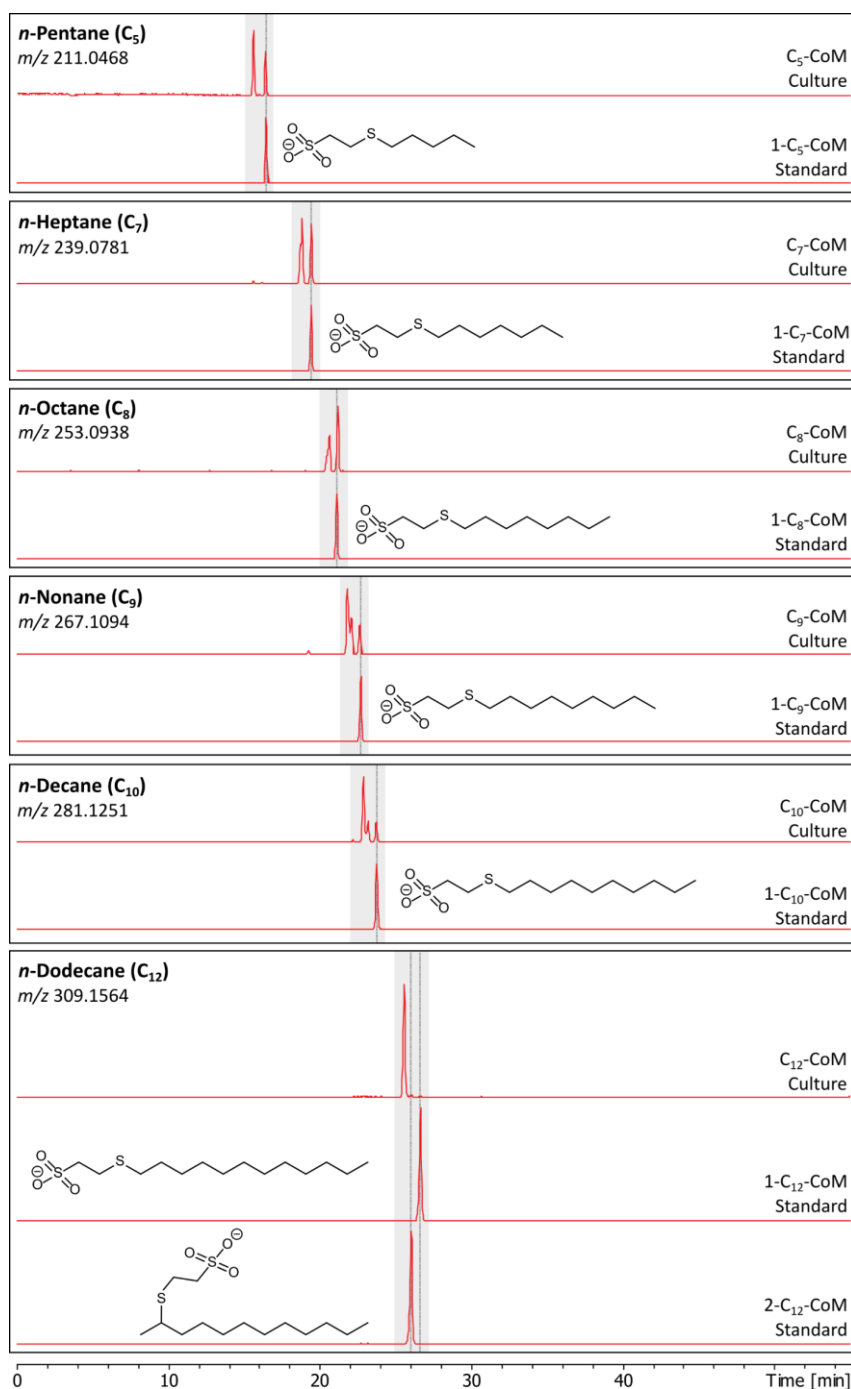 n-Pentane (C₅)
m/z 211.0468
C₅-CoM
Culture
O
S
O
⊖O
S
1-C₅-CoM
Standard
n-Heptane (C₇)
m/z 239.0781
C₇-CoM
Culture
O
S
O
⊖O
S
1-C₇-CoM
Standard
n-Octane (C₈)
m/z 253.0938
C₈-CoM
Culture
O
S
O
⊖O
S
1-C₈-CoM
Standard
n-Nonane (C₉)
m/z 267.1094
C₉-CoM
Culture
O
S
O
⊖O
S
1-C₉-CoM
Standard
n-Decane (C₁₀)
m/z 281.1251
C₁₀-CoM
Culture
O
S
O
⊖O
S
1-C₁₀-CoM
Standard
n-Dodecane (C₁₂)
m/z 309.1564
C₁₂-CoM
Culture
O
S
O
⊖O
S
1-C₁₂-CoM
Standard
O⊖
O
S
O
S
2-C₁₂-CoM
Standard
0 10 20 30 40 Time [min]